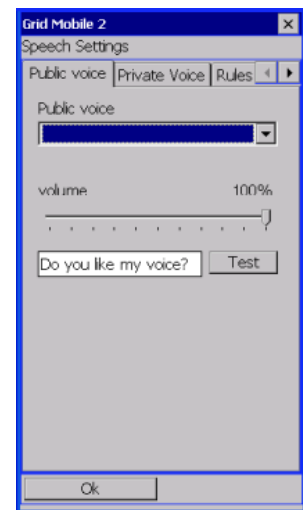 Grid Mobile 2
Speech Settings
Public voice Private Voice Rules
Public voice
volume 100%
Do you like my voice? Test
Ok